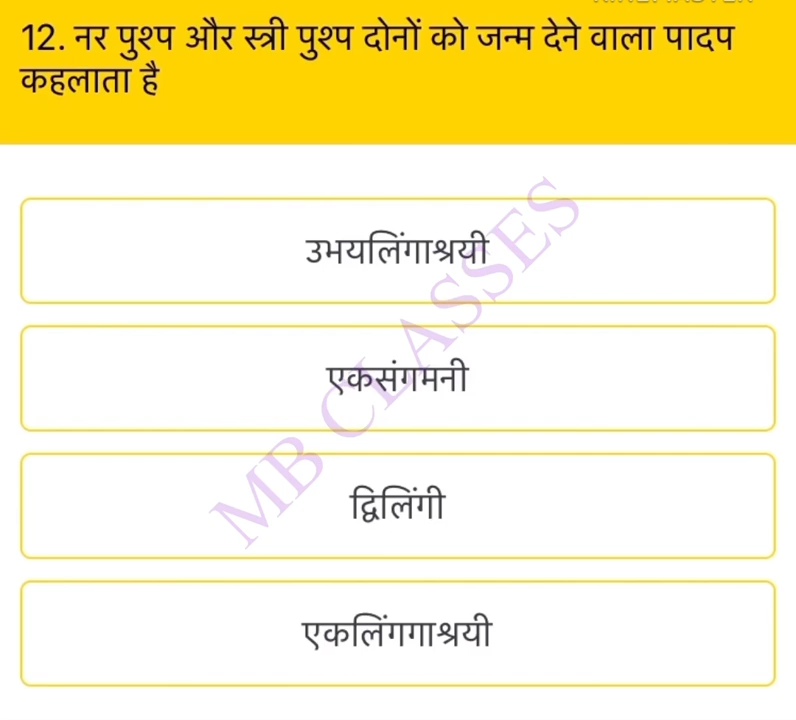 12. नर पुश्प और स्त्री पुश्प दोनों को जन्म देने वाला पादप
कहलाता है
उभयलिंगाश्रयी
एकसंगमनी
द्विलिंगी
एकलिंगगाश्रयी
MB CLASSES